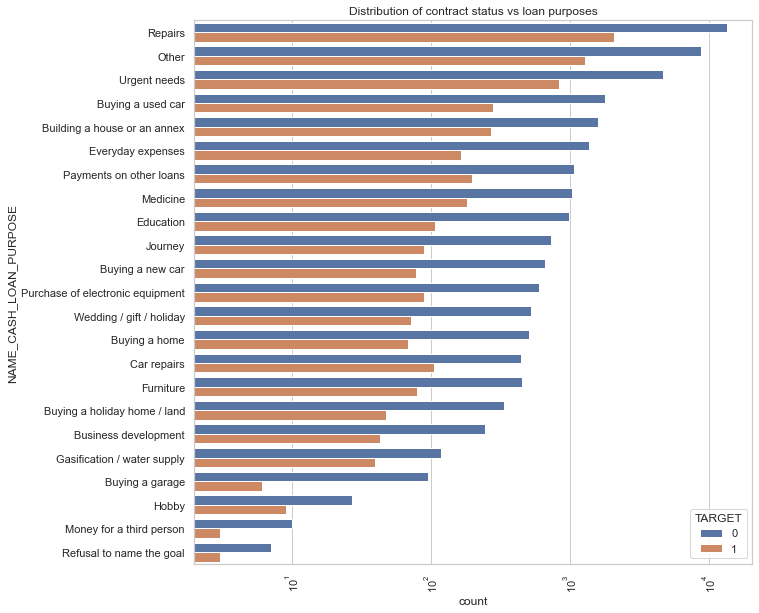 Distribution of contract status vs loan purposes
NAME_CASH_LOAN_PURPOSE
Repairs
Other
Urgent needs
Buying a used car
Building a house or an annex
Everyday expenses
Payments on other loans
Medicine
Education
Journey
Buying a new car
Purchase of electronic equipment
Wedding / gift / holiday
Buying a home
Car repairs
Furniture
Buying a holiday home / land
Business development
Gasification / water supply
Buying a garage
Hobby
Money for a third person
Refusal to name the goal
TARGET
0
1
10¹
10²
10³
10⁴
count